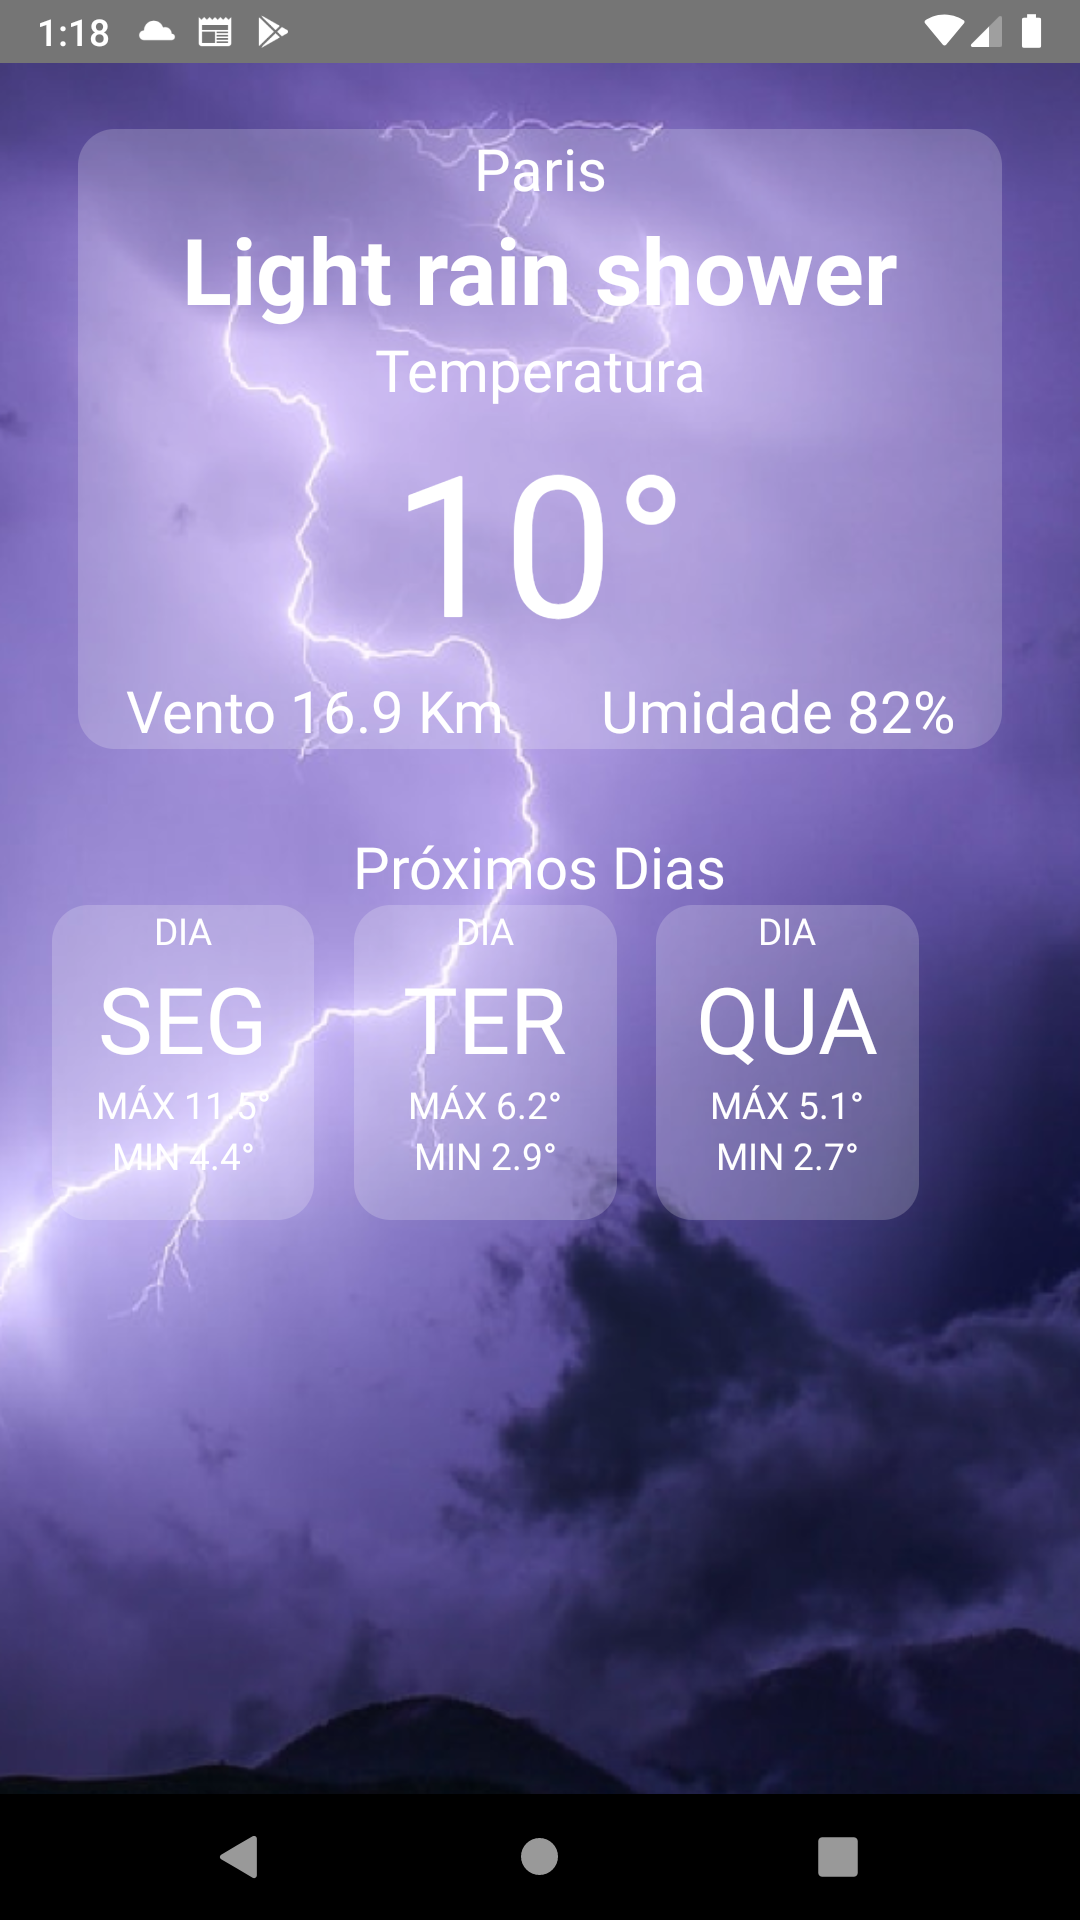 1:18
Paris
Light rain shower
Temperatura
10°
Vento 16.9 Km Umidade 82%
Próximos Dias
DIA
SEG
MÁX 11.5°
MIN 4.4°
DIA
TER
MÁX 6.2°
MIN 2.9°
DIA
QUA
MÁX 5.1°
MIN 2.7°